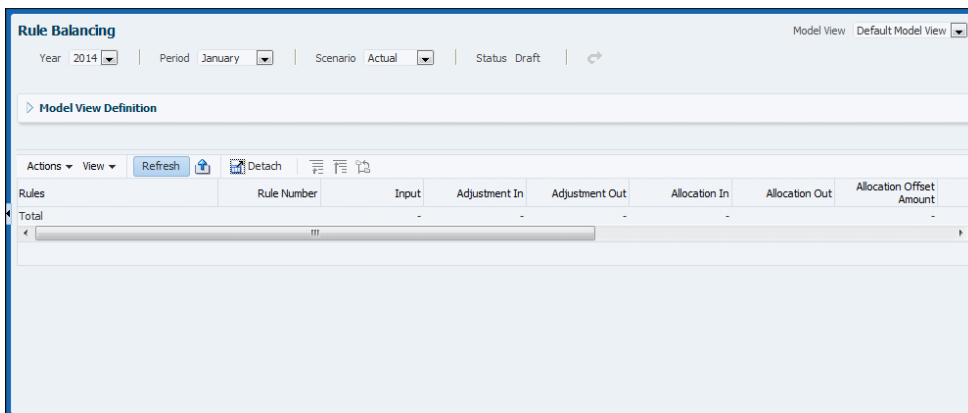 Rule Balancing
Model View Default Model View
Year 2014 Period January Scenario Actual Status Draft
Model View Definition
Actions View Refresh Detach
Rules Rule Number Input Adjustment In Adjustment Out Allocation In Allocation Out Allocation Offset Amount
Total - - - - -